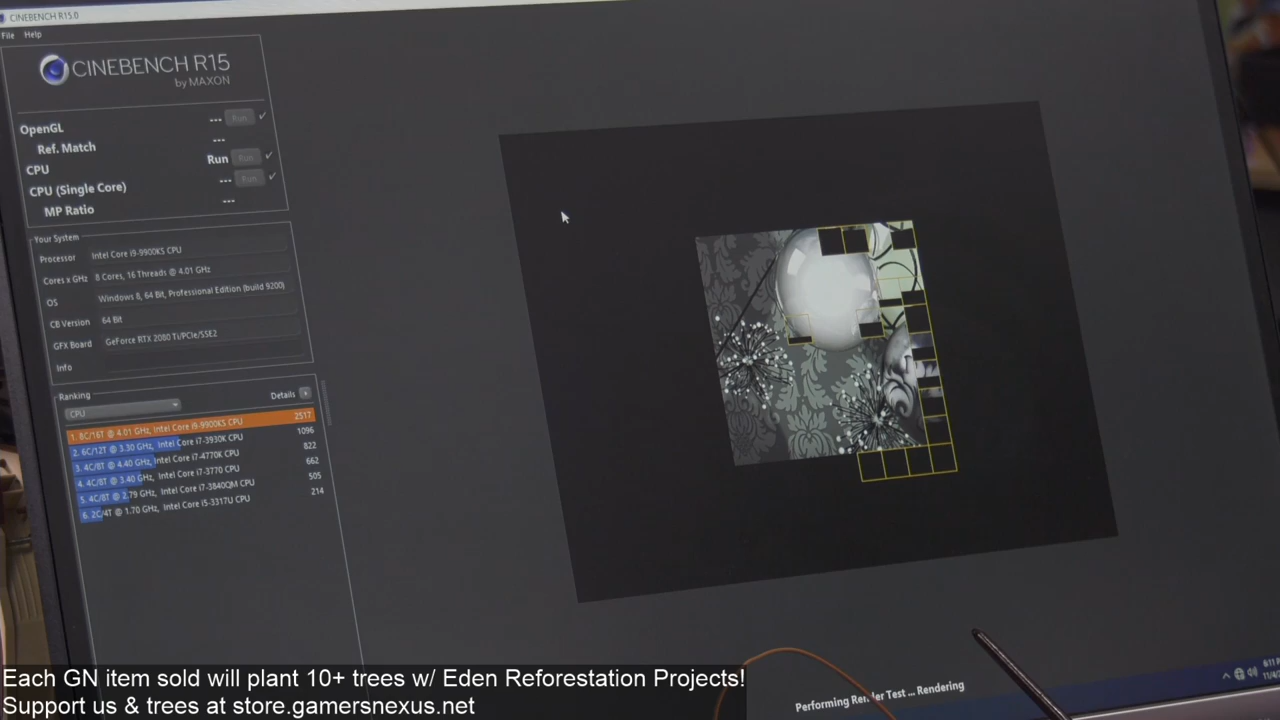 CINEBENCH R15.0
File Help
CINEBENCH R15
by MAXON
OpenGL --- Run
Ref. Match ---
CPU Run Run
CPU (Single Core) --- Run
MP Ratio ---
Your System
Processor Intel Core i9-9900KS CPU
Cores x GHz 8 Cores, 16 Threads @ 4.01 GHz
OS Windows 8, 64 Bit, Professional Edition (build 9200)
CB Version 64 Bit
GFX Board GeForce RTX 2080 Ti/PCIe/SSE2
Info
Ranking
CPU Details
1. 8C/16T @ 4.01 GHz, Intel Core i9-9900KS CPU 2517
2. 6C/12T @ 3.30 GHz, Intel Core i7-3930K CPU 1096
3. 4C/8T @ 4.40 GHz, Intel Core i7-4770K CPU 822
4. 4C/8T @ 3.40 GHz, Intel Core i7-3770 CPU 662
5. 4C/8T @ 2.79 GHz, Intel Core i7-3840QM CPU 505
6. 2C/4T @ 1.70 GHz, Intel Core i5-3317U CPU 214
Performing Render Test ... Rendering
Each GN item sold will plant 10+ trees w/ Eden Reforestation Projects!
Support us & trees at store.gamersnexus.net